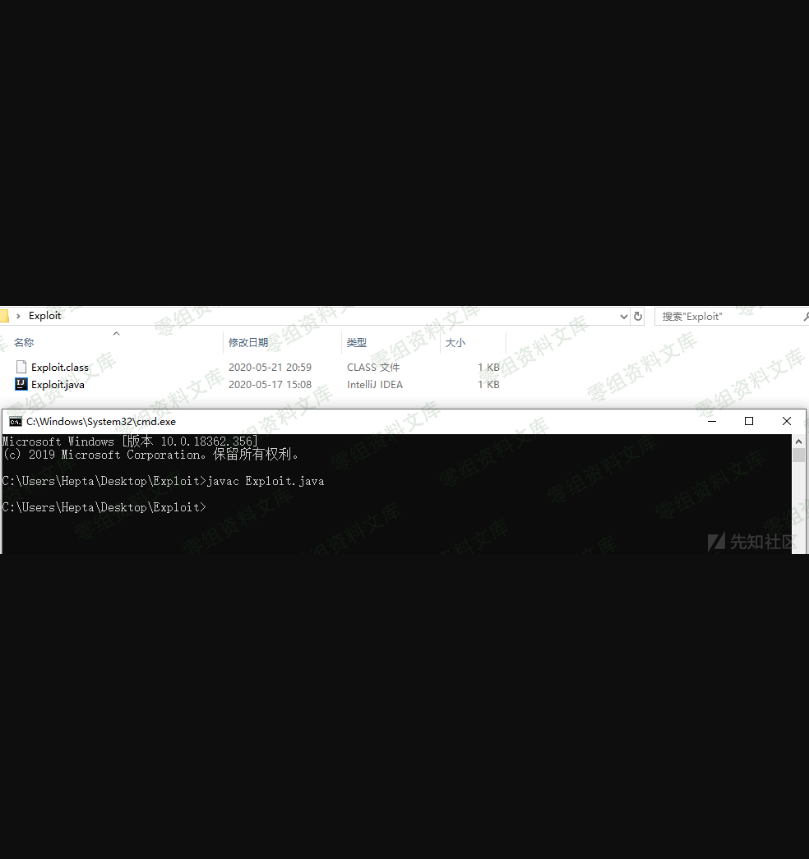 › Exploit
搜索"Exploit"
名称 修改日期 类型 大小
Exploit.class 2020-05-21 20:59 CLASS 文件 1 KB
Exploit.java 2020-05-17 15:08 IntelliJ IDEA 1 KB
C:\Windows\System32\cmd.exe
Microsoft Windows [版本 10.0.18362.356]
(c) 2019 Microsoft Corporation。保留所有权利。
C:\Users\Hepta\Desktop\Exploit>javac Exploit.java
C:\Users\Hepta\Desktop\Exploit>
先知社区
零组资料文库